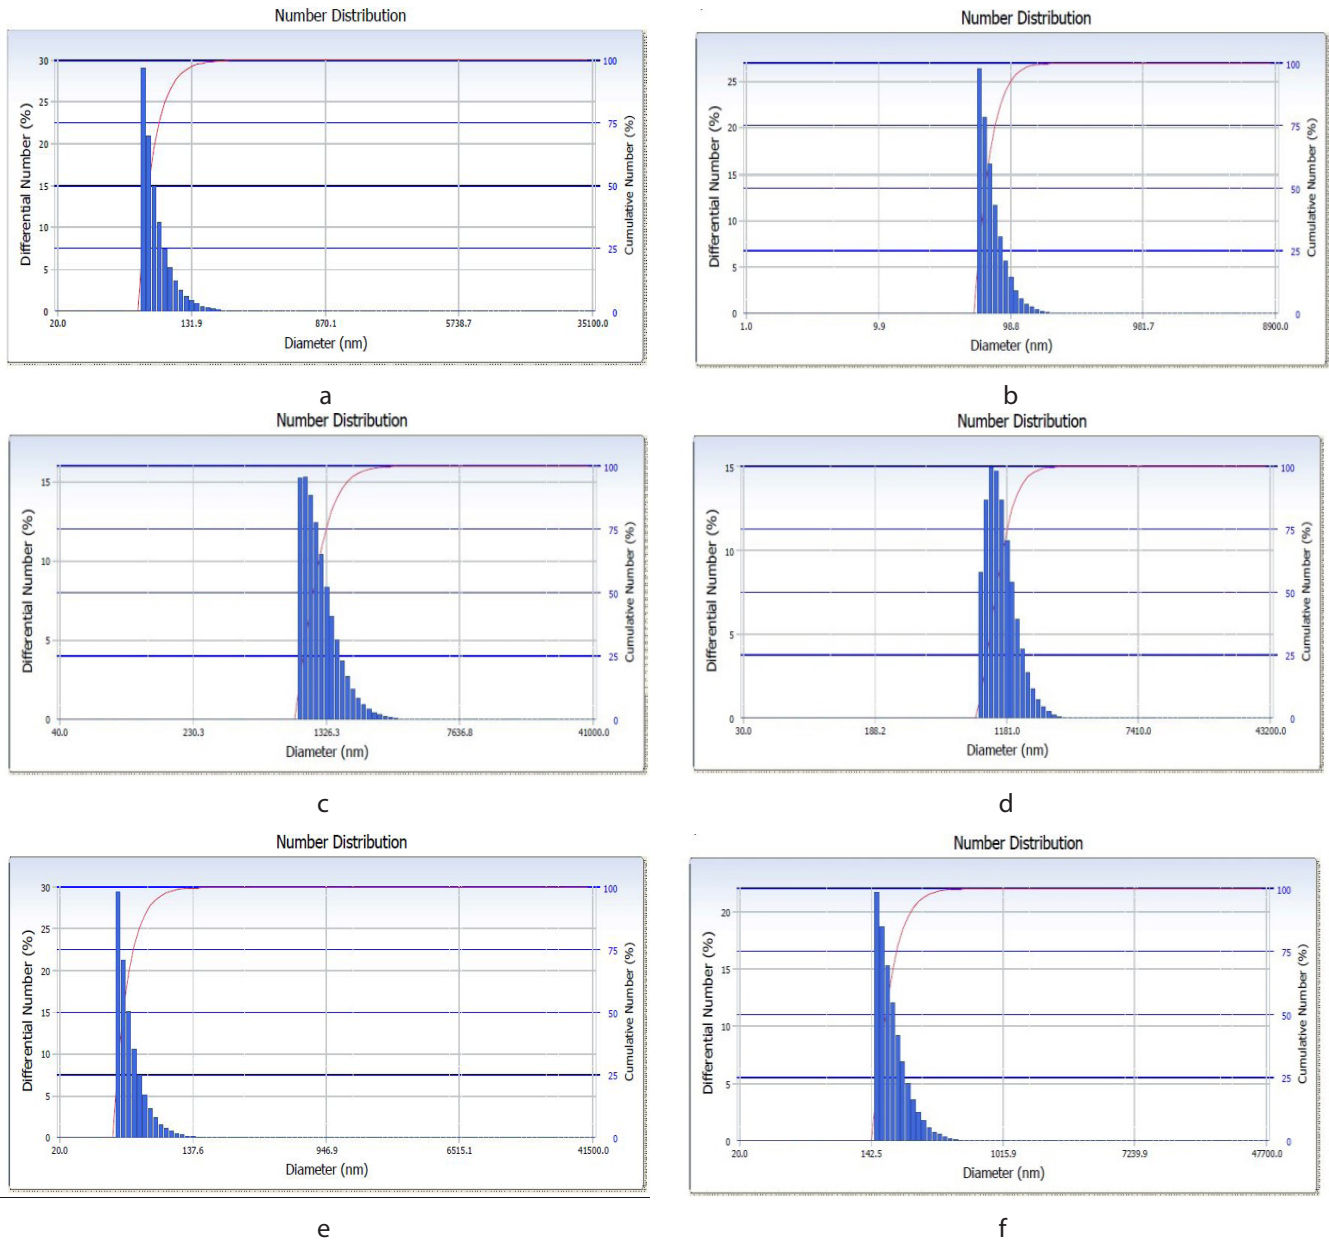 Number Distribution
Differential Number (%)
30
25
20
15
10
5
0
100
75
50
25
0
Cumulative Number (%)
20.0 131.9 870.1 5738.7 35100.0
Diameter (nm)
a
Number Distribution
Differential Number (%)
25
20
15
10
5
0
100
75
50
25
0
Cumulative Number (%)
1.0 9.9 98.8 981.7 8900.0
Diameter (nm)
b
Number Distribution
Differential Number (%)
15
10
5
0
100
75
50
25
0
Cumulative Number (%)
40.0 230.3 1326.3 7636.8 41000.0
Diameter (nm)
c
Number Distribution
Differential Number (%)
15
10
5
0
100
75
50
25
0
Cumulative Number (%)
30.0 188.2 1181.0 7410.0 43200.0
Diameter (nm)
d
Number Distribution
Differential Number (%)
30
25
20
15
10
5
0
100
75
50
25
0
Cumulative Number (%)
20.0 137.6 946.9 6515.1 41500.0
Diameter (nm)
e
Number Distribution
Differential Number (%)
20
15
10
5
0
100
75
50
25
0
Cumulative Number (%)
20.0 142.5 1015.9 7239.9 47700.0
Diameter (nm)
f